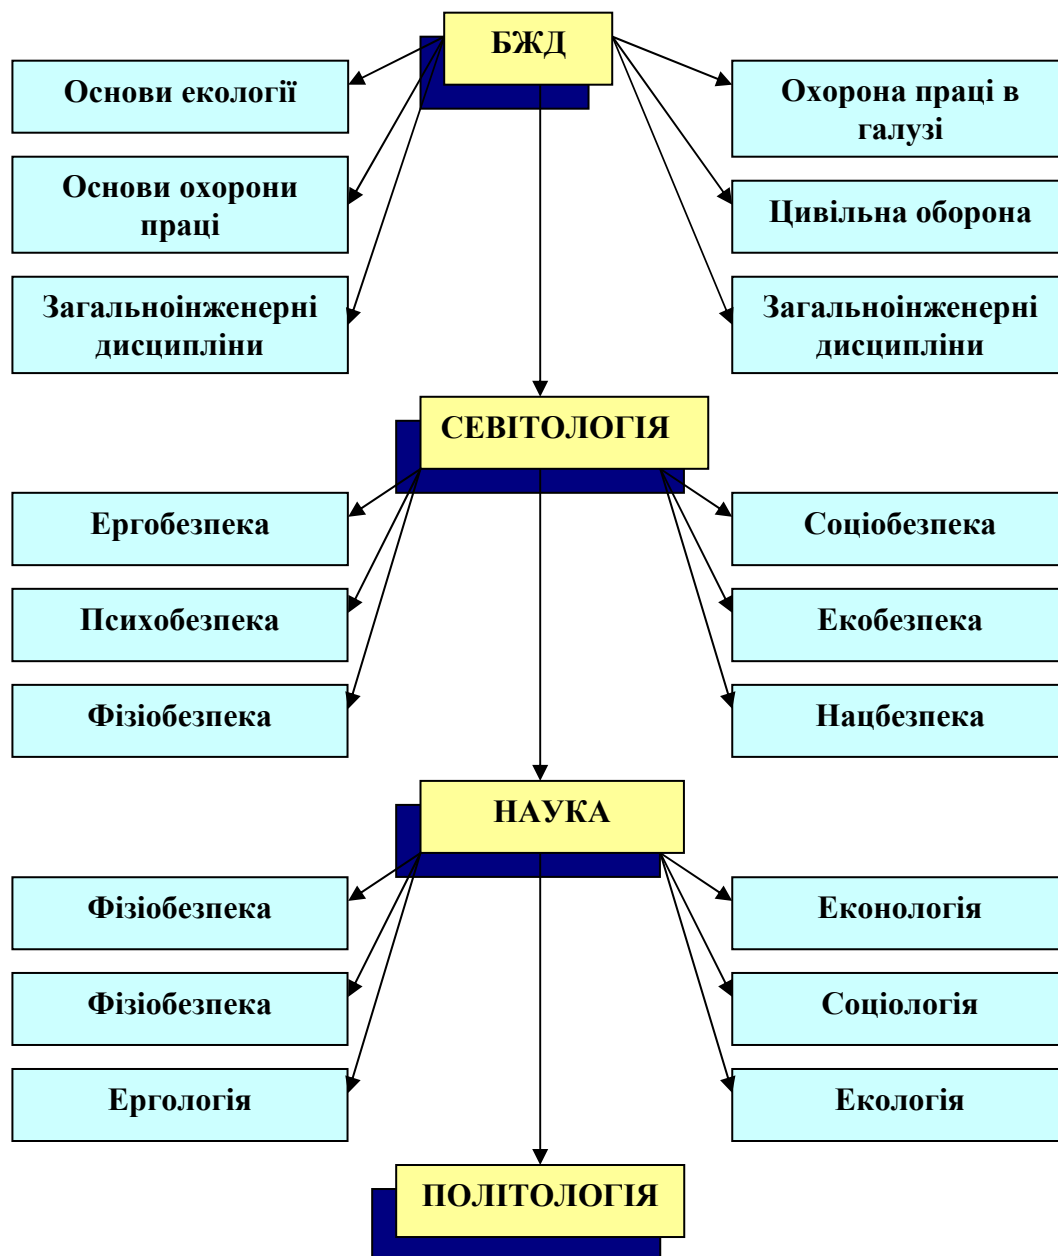 БЖД
Основи екології
Охорона праці в
галузі
Основи охорони
праці
Цивільна оборона
Загальноінженерні
дисципліни
Загальноінженерні
дисципліни
СЕВІТОЛОГІЯ
Ергобезпека
Соціобезпека
Психобезпека
Екобезпека
Фізіобезпека
Нацбезпека
НАУКА
Фізіобезпека
Еконологія
Фізіобезпека
Соціологія
Ергологія
Екологія
ПОЛІТОЛОГІЯ